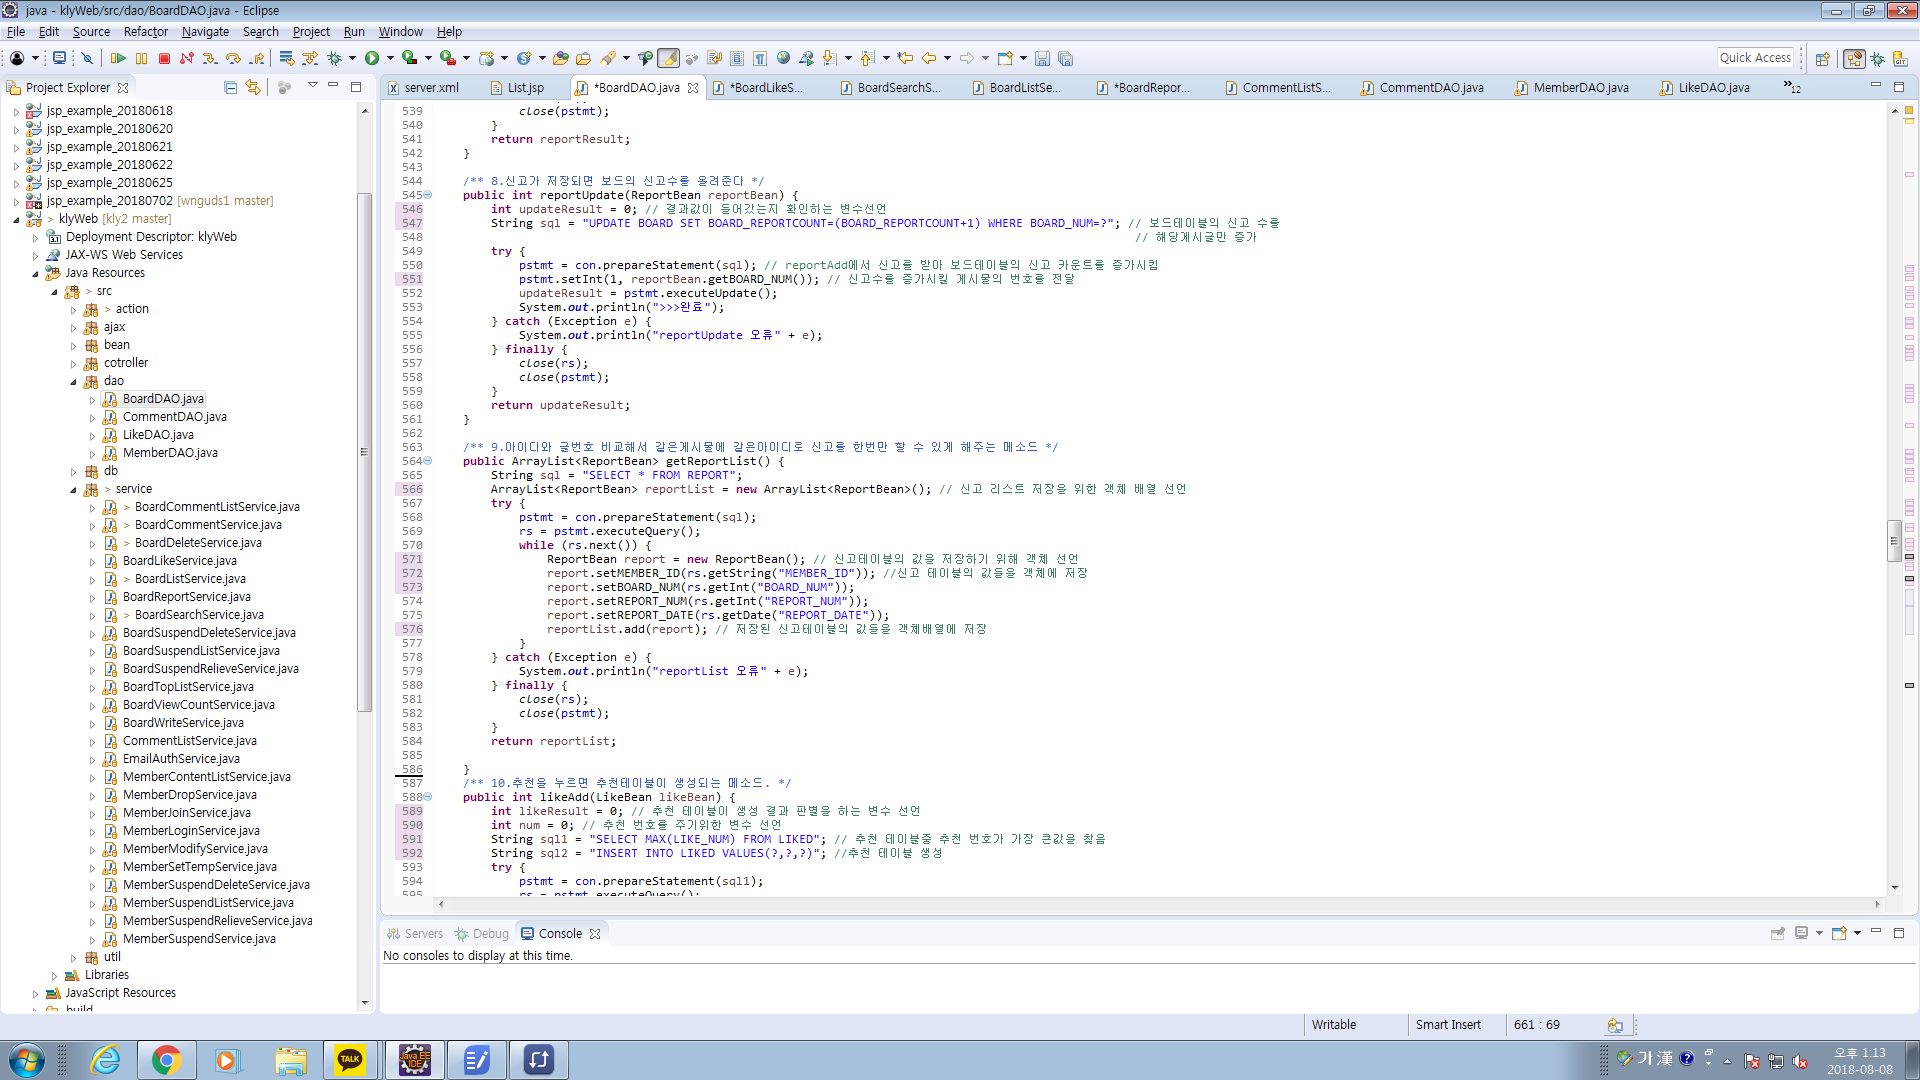 java - klyWeb/src/dao/BoardDAO.java - Eclipse
File Edit Source Refactor Navigate Search Project Run Window Help
Quick Access
Project Explorer
server.xml List.jsp *BoardDAO.java *BoardLikeS... BoardSearchS... BoardListSe... *BoardRepor... CommentListS... CommentDAO.java MemberDAO.java LikeDAO.java »12
jsp_example_20180618
jsp_example_20180620
jsp_example_20180621
jsp_example_20180622
jsp_example_20180625
jsp_example_20180702 [wnguds1 master]
> klyWeb [kly2 master]
Deployment Descriptor: klyWeb
JAX-WS Web Services
Java Resources
> src
> action
ajax
bean
cotroller
dao
BoardDAO.java
CommentDAO.java
LikeDAO.java
MemberDAO.java
db
> service
> BoardCommentListService.java
> BoardCommentService.java
> BoardDeleteService.java
BoardLikeService.java
> BoardListService.java
BoardReportService.java
> BoardSearchService.java
BoardSuspendDeleteService.java
BoardSuspendListService.java
BoardSuspendRelieveService.java
BoardTopListService.java
BoardViewCountService.java
BoardWriteService.java
CommentListService.java
EmailAuthService.java
MemberContentListService.java
MemberDropService.java
MemberJoinService.java
MemberLoginService.java
MemberModifyService.java
MemberSetTempService.java
MemberSuspendDeleteService.java
MemberSuspendListService.java
MemberSuspendRelieveService.java
MemberSuspendService.java
util
Libraries
JavaScript Resources
build
539 close(pstmt);
540 }
541 return reportResult;
542 }
543
544 /** 8.신고가 저장되면 보드의 신고수를 올려준다 */
545 public int reportUpdate(ReportBean reportBean) {
546 int updateResult = 0; // 결과값이 들어갔는지 확인하는 변수선언
547 String sql = "UPDATE BOARD SET BOARD_REPORTCOUNT=(BOARD_REPORTCOUNT+1) WHERE BOARD_NUM=?"; // 보드테이블의 신고 수를
548 // 해당게시글만 증가
549 try {
550 pstmt = con.prepareStatement(sql); // reportAdd에서 신고를 받아 보드테이블의 신고 카운트를 증가시킴
551 pstmt.setInt(1, reportBean.getBOARD_NUM()); // 신고수를 증가시킬 게시물의 번호를 전달
552 updateResult = pstmt.executeUpdate();
553 System.out.println(">>>완료");
554 } catch (Exception e) {
555 System.out.println("reportUpdate 오류" + e);
556 } finally {
557 close(rs);
558 close(pstmt);
559 }
560 return updateResult;
561 }
562
563 /** 9.아이디와 글번호 비교해서 같은게시물에 같은아이디로 신고를 한번만 할 수 있게 해주는 메소드 */
564 public ArrayList<ReportBean> getReportList() {
565 String sql = "SELECT * FROM REPORT";
566 ArrayList<ReportBean> reportList = new ArrayList<ReportBean>(); // 신고 리스트 저장을 위한 객체 배열 선언
567 try {
568 pstmt = con.prepareStatement(sql);
569 rs = pstmt.executeQuery();
570 while (rs.next()) {
571 ReportBean report = new ReportBean(); // 신고테이블의 값을 저장하기 위해 객체 선언
572 report.setMEMBER_ID(rs.getString("MEMBER_ID")); //신고 테이블의 값들을 객체에 저장
573 report.setBOARD_NUM(rs.getInt("BOARD_NUM"));
574 report.setREPORT_NUM(rs.getInt("REPORT_NUM"));
575 report.setREPORT_DATE(rs.getDate("REPORT_DATE"));
576 reportList.add(report); // 저장된 신고테이블의 값들을 객체배열에 저장
577 }
578 } catch (Exception e) {
579 System.out.println("reportList 오류" + e);
580 } finally {
581 close(rs);
582 close(pstmt);
583 }
584 return reportList;
585
586 }
587 /** 10.추천을 누르면 추천테이블이 생성되는 메소드. */
588 public int likeAdd(LikeBean likeBean) {
589 int likeResult = 0; // 추천 테이블이 생성 결과 판별을 하는 변수 선언
590 int num = 0; // 추천 번호를 주기위한 변수 선언
591 String sql1 = "SELECT MAX(LIKE_NUM) FROM LIKED"; // 추천 테이블중 추천 번호가 가장 큰값을 찾음
592 String sql2 = "INSERT INTO LIKED VALUES(?,?,?)"; //추천 테이블 생성
593 try {
594 pstmt = con.prepareStatement(sql1);
595 rs = pstmt.executeQuery();
Servers Debug Console
No consoles to display at this time.
Writable Smart Insert 661 : 69
TALK
Java EE IDE
가 漢
오후 1:13
2018-08-08